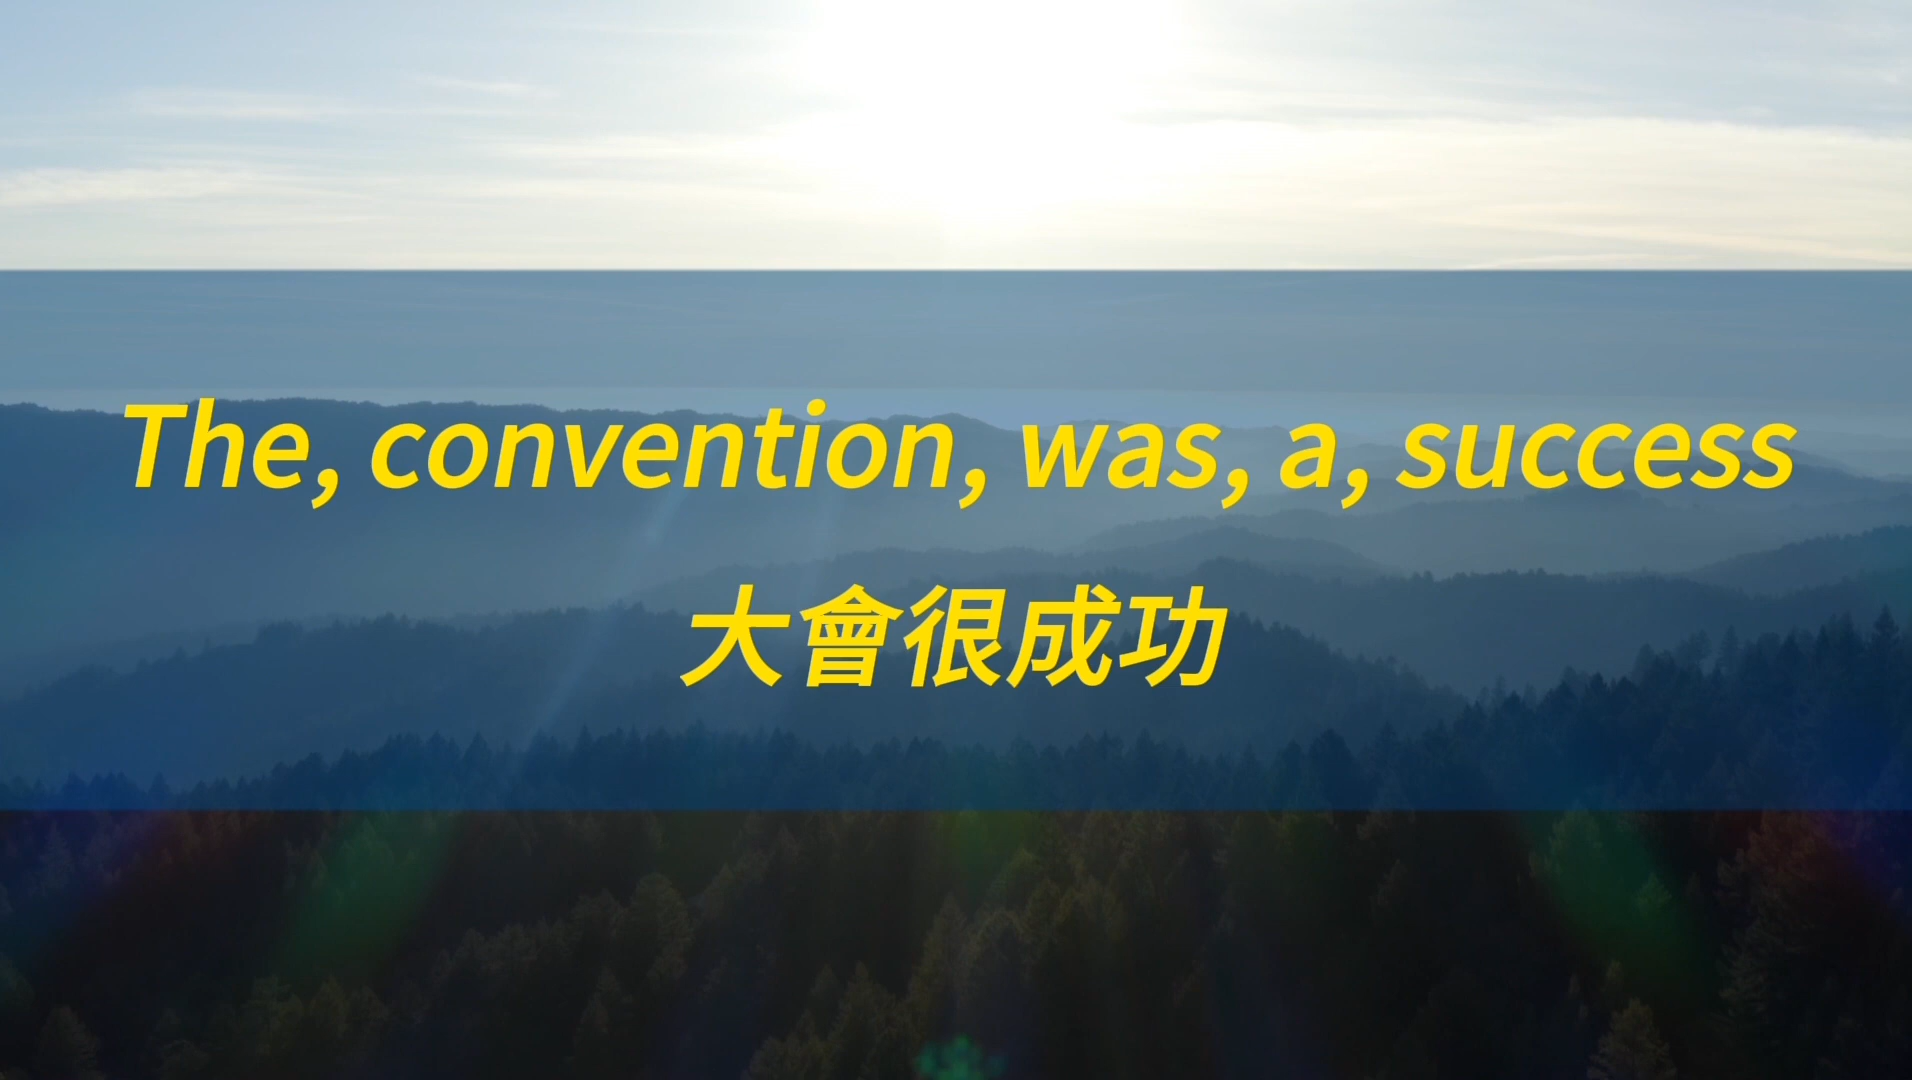 The, convention, was, a, success
大會很成功